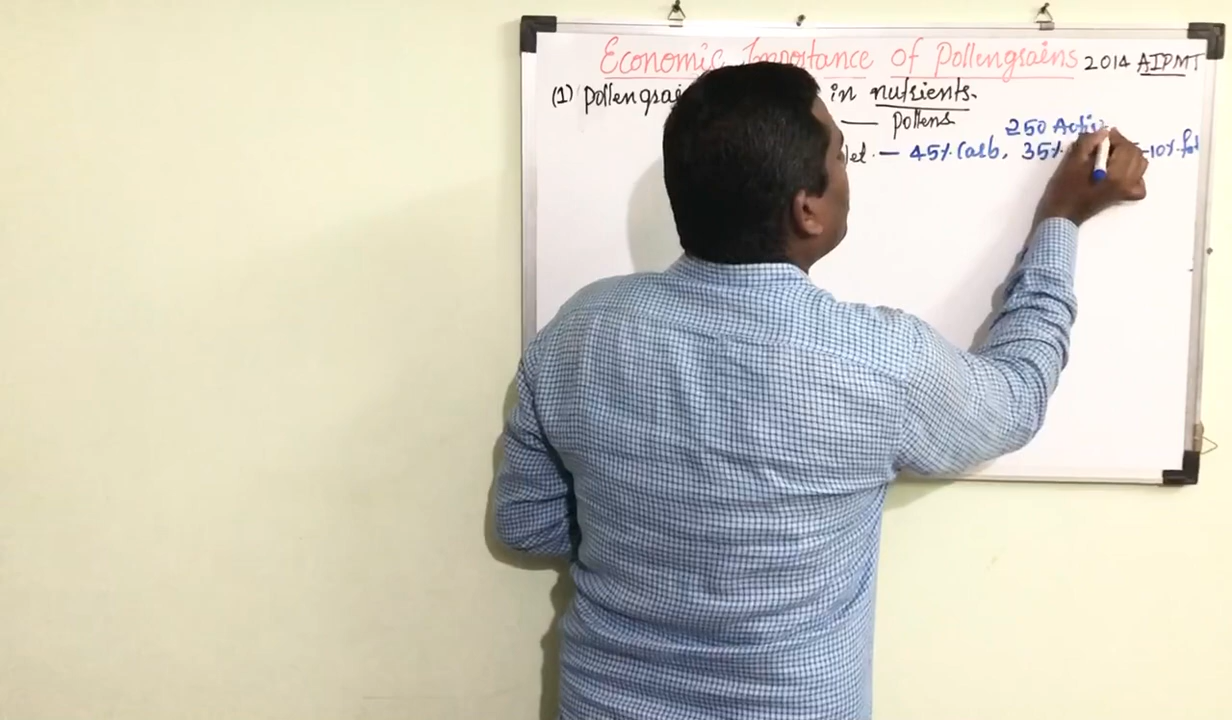 Economic Importance of Pollengrains 2014 AIPMT
(1) Pollengrai in nutrients.
— Pollens
250 Activ
let. — 45% Carb, 35% -10% fat